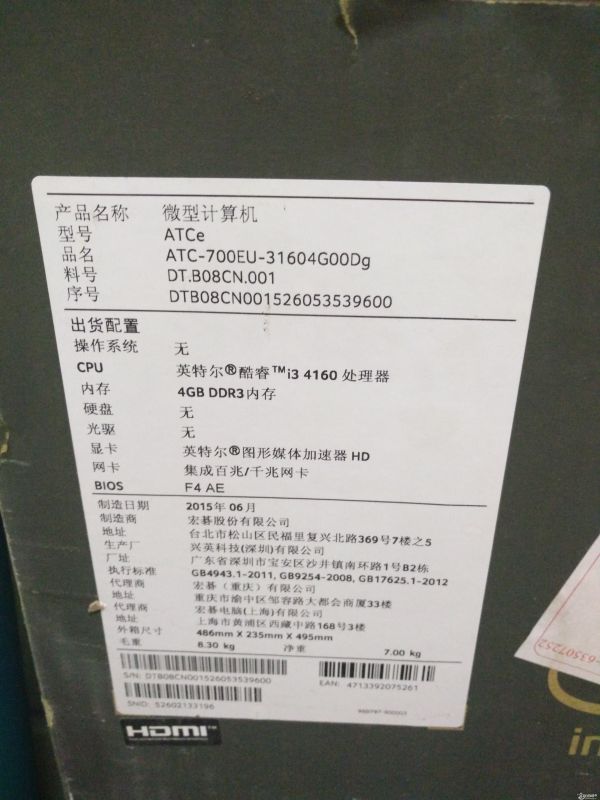 产品名称 微型计算机
型号 ATCe
品名 ATC-700EU-31604G00Dg
料号 DT.B08CN.001
序号 DTB08CN001526053539600
出货配置
操作系统 无
CPU 英特尔®酷睿™i3 4160 处理器
内存 4GB DDR3内存
硬盘 无
光驱 无
显卡 英特尔®图形媒体加速器 HD
网卡 集成百兆/千兆网卡
BIOS F4 AE
制造日期 2015年06月
制造商 宏碁股份有限公司
地址 台北市松山区民福里复兴北路369号7楼之5
生产厂 兴英科技(深圳)有限公司
厂址 广东省深圳市宝安区沙井镇南环路1号B2栋
执行标准 GB4943.1-2011, GB9254-2008, GB17625.1-2012
代理商 宏碁（重庆）有限公司
地址 重庆市渝中区邹容路大都会商厦33楼
代理商 宏碁电脑(上海)有限公司
地址 上海市黄浦区西藏中路168号3楼
外箱尺寸 486mm X 235mm X 495mm
毛重 8.30 kg 净重 7.00 kg
S/N: DTB08CN001526053539600
EAN: 4713392075261
SNID: 52602133196
HDMI™
-63507252
in